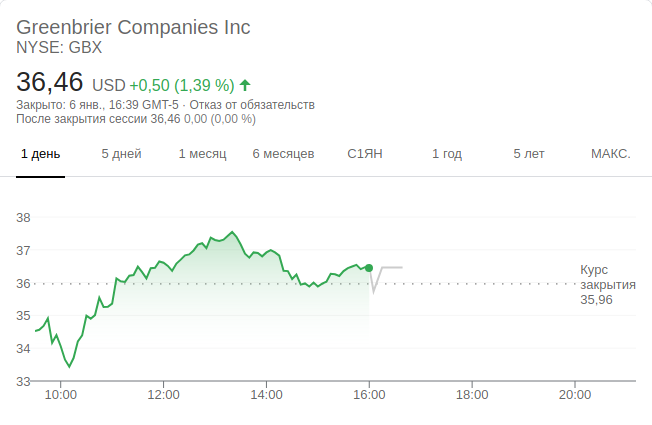 Greenbrier Companies Inc
NYSE: GBX
36,46 USD +0,50 (1,39 %)
Закрыто: 6 янв., 16:39 GMT-5 · Отказ от обязательств
После закрытия сессии 36,46 0,00 (0,00 %)
1 день 5 дней 1 месяц 6 месяцев С1ЯН 1 год 5 лет МАКС.
38
37
36
35
34
33
Курс
закрытия
35,96
10:00 12:00 14:00 16:00 18:00 20:00